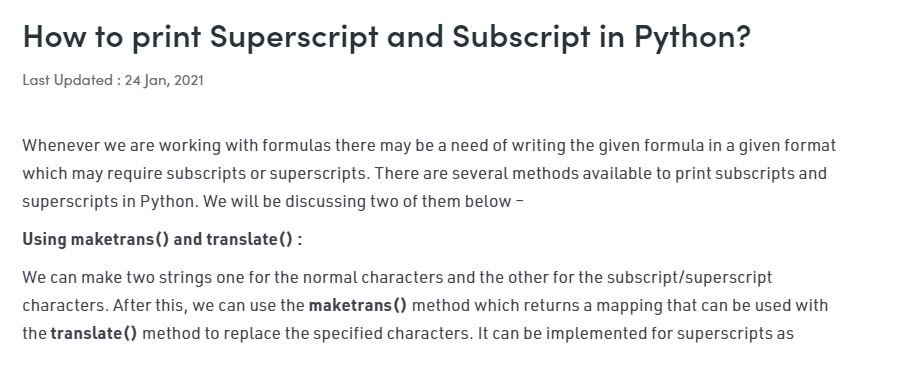 How to print Superscript and Subscript in Python?
Last Updated : 24 Jan, 2021
Whenever we are working with formulas there may be a need of writing the given formula in a given format
which may require subscripts or superscripts. There are several methods available to print subscripts and
superscripts in Python. We will be discussing two of them below –
Using maketrans() and translate() :
We can make two strings one for the normal characters and the other for the subscript/superscript
characters. After this, we can use the maketrans() method which returns a mapping that can be used with
the translate() method to replace the specified characters. It can be implemented for superscripts as